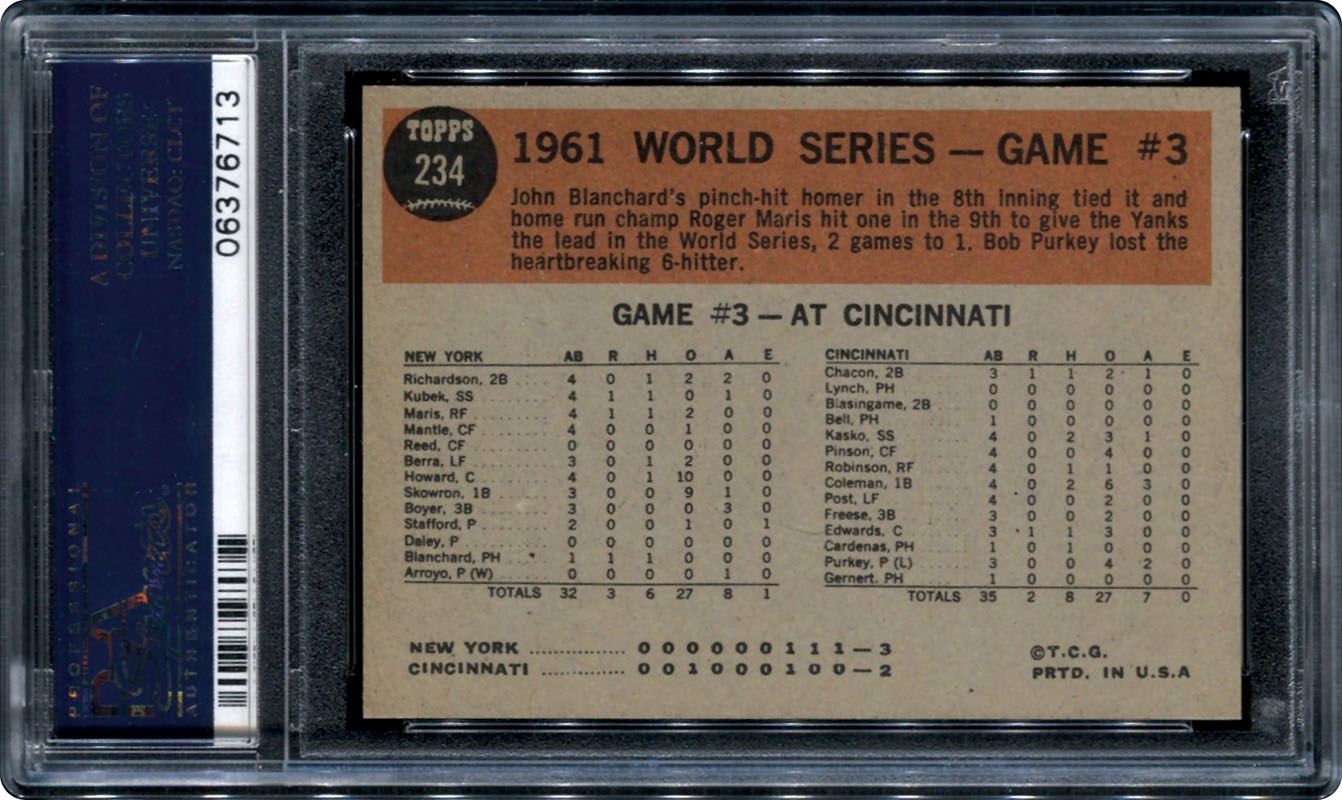 A DIVISION OF
COLLECTORS
UNIVERSE
NASDAQ: CLCT
PROFESSIONAL
PSA
AUTHENTICATOR
06376713
TOPPS
234
1961 WORLD SERIES — GAME #3
John Blanchard's pinch-hit homer in the 8th inning tied it and
home run champ Roger Maris hit one in the 9th to give the Yanks
the lead in the World Series, 2 games to 1. Bob Purkey lost the
heartbreaking 6-hitter.
GAME #3 — AT CINCINNATI
NEW YORK AB R H O A E
Richardson, 2B .... 4 0 1 2 2 0
Kubek, SS .... 4 1 1 0 1 0
Maris, RF .... 4 1 1 2 0 0
Mantle, CF .... 4 0 0 1 0 0
Reed, CF .... 0 0 0 0 0 0
Berra, LF .... 3 0 1 2 0 0
Howard, C .... 4 0 1 10 0 0
Skowron, 1B .... 3 0 0 9 1 0
Boyer, 3B .... 3 0 0 0 3 0
Stafford, P .... 2 0 0 1 0 1
Daley, P .... 0 0 0 0 0 0
Blanchard, PH .... 1 1 1 0 0 0
Arroyo, P (W) .... 0 0 0 0 1 0
TOTALS 32 3 6 27 8 1
CINCINNATI AB R H O A E
Chacon, 2B .... 3 1 1 2 1 0
Lynch, PH .... 0 0 0 0 0 0
Blasingame, 2B .... 0 0 0 0 0 0
Bell, PH .... 1 0 0 0 0 0
Kasko, SS .... 4 0 2 3 1 0
Pinson, CF .... 4 0 0 4 0 0
Robinson, RF .... 4 0 1 1 0 0
Coleman, 1B .... 4 0 2 6 3 0
Post, LF .... 4 0 0 2 0 0
Freese, 3B .... 3 0 0 2 0 0
Edwards, C .... 3 1 1 3 0 0
Cardenas, PH .... 1 0 1 0 0 0
Purkey, P (L) .... 3 0 0 4 2 0
Gernert, PH .... 1 0 0 0 0 0
TOTALS 35 2 8 27 7 0
NEW YORK .............. 0 0 0 0 0 0 1 1 1 — 3
CINCINNATI ............ 0 0 1 0 0 0 1 0 0 — 2
©T.C.G.
PRTD. IN U.S.A